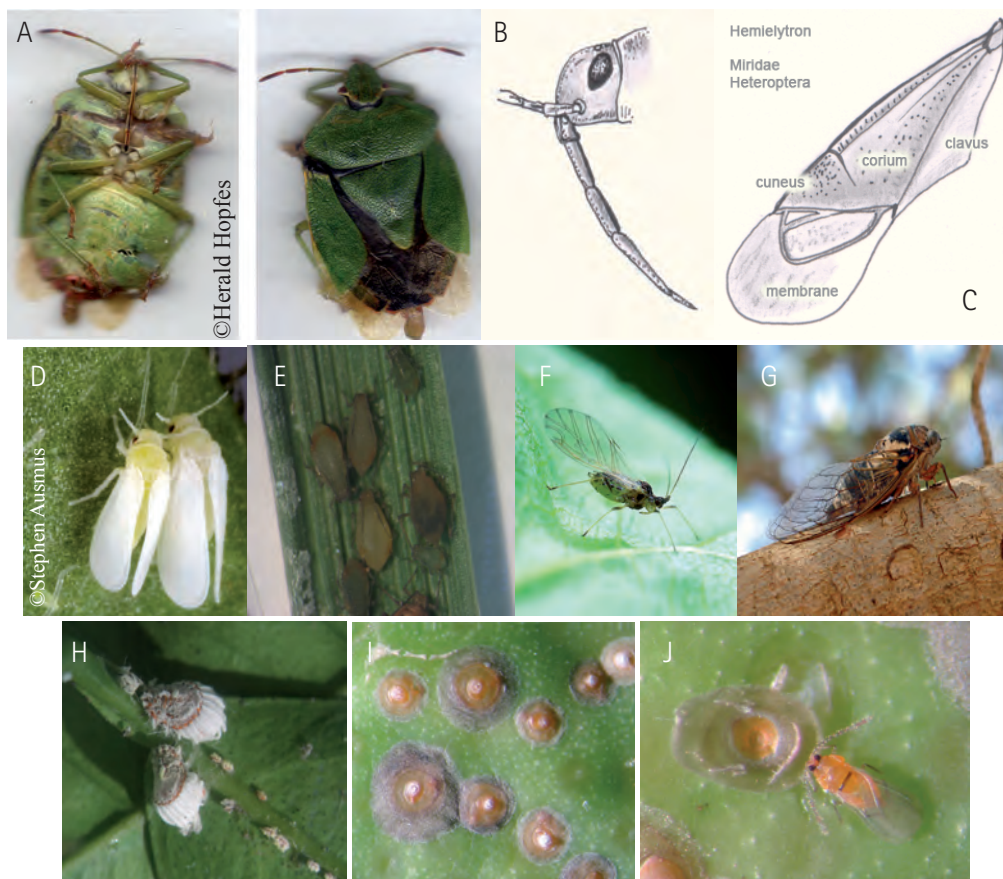 A
©Herald Hopfes
B
Hemielytron
Miridae
Heteroptera
clavus
corium
cuneus
membrane
C
D
©Stephen Ausmus
E
F
G
H
I
J